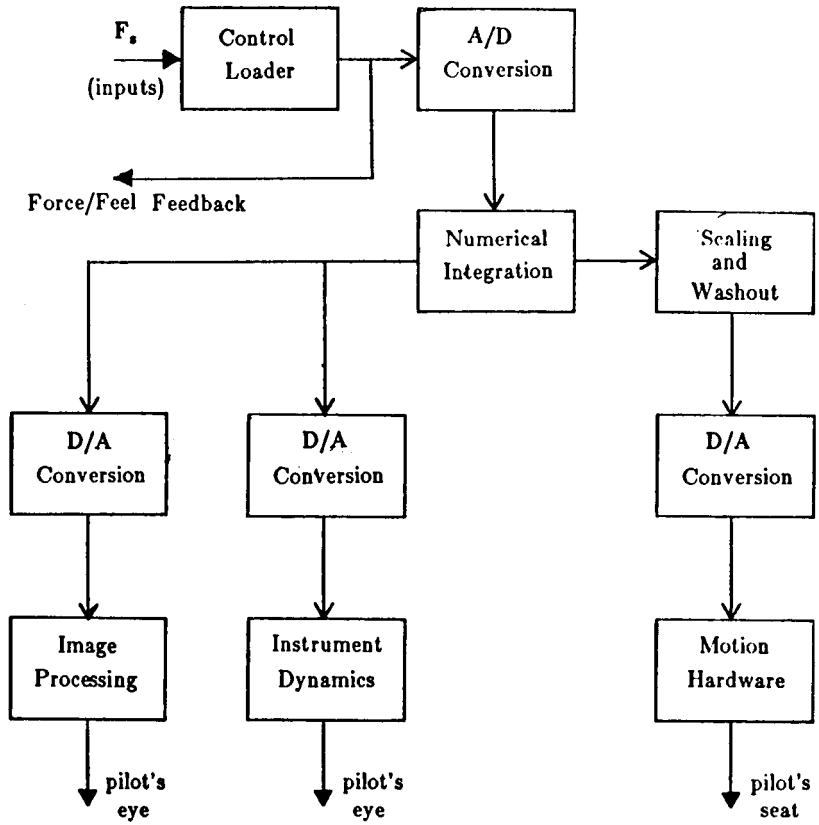 F_s
(inputs)
Control
Loader
A/D
Conversion
Force/Feel Feedback
Numerical
Integration
Scaling
and
Washout
D/A
Conversion
D/A
Conversion
D/A
Conversion
Image
Processing
Instrument
Dynamics
Motion
Hardware
pilot's
eye
pilot's
eye
pilot's
seat